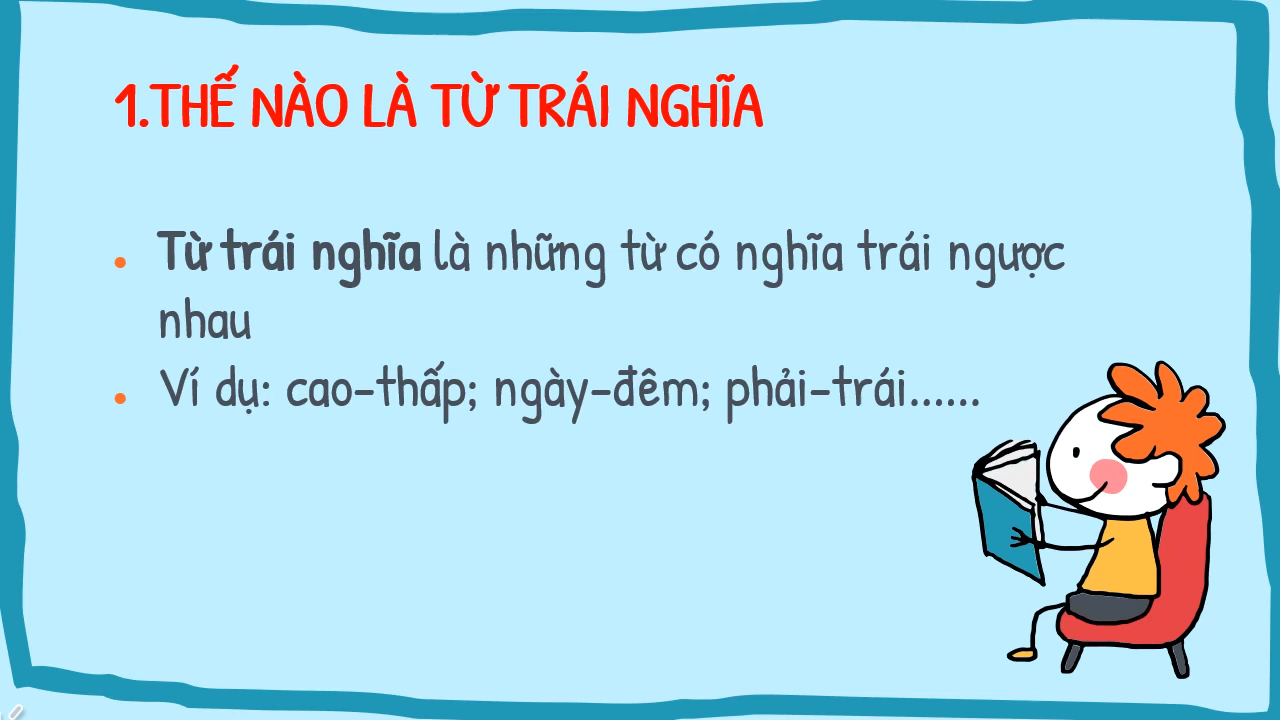 1.THẾ NÀO LÀ TỪ TRÁI NGHĨA
• Từ trái nghĩa là những từ có nghĩa trái ngược
nhau
• Ví dụ: cao-thấp; ngày-đêm; phải-trái......